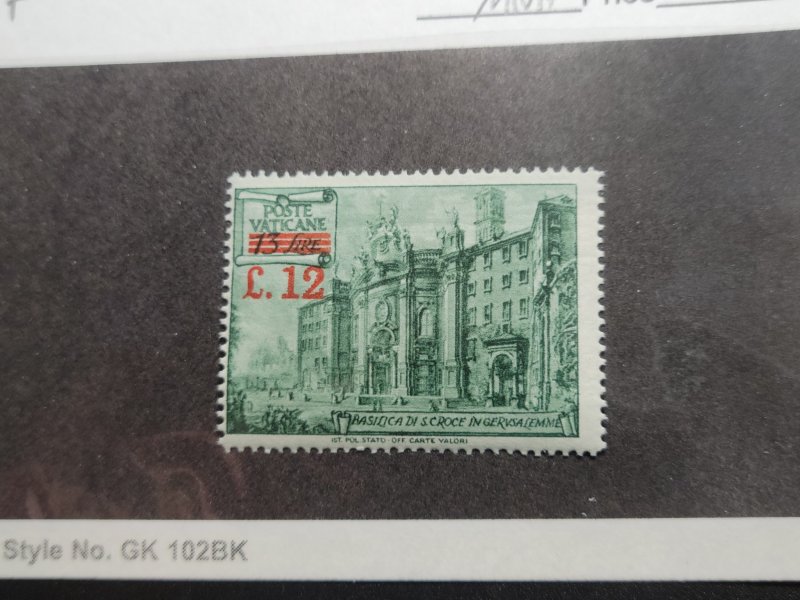 POSTE
VATICANE
13 LIRE
£. 12
BASILICA DI S. CROCE IN GERVSALEMME
IST. POL. STATO - OFF. CARTE VALORI
Style No. GK 102BK